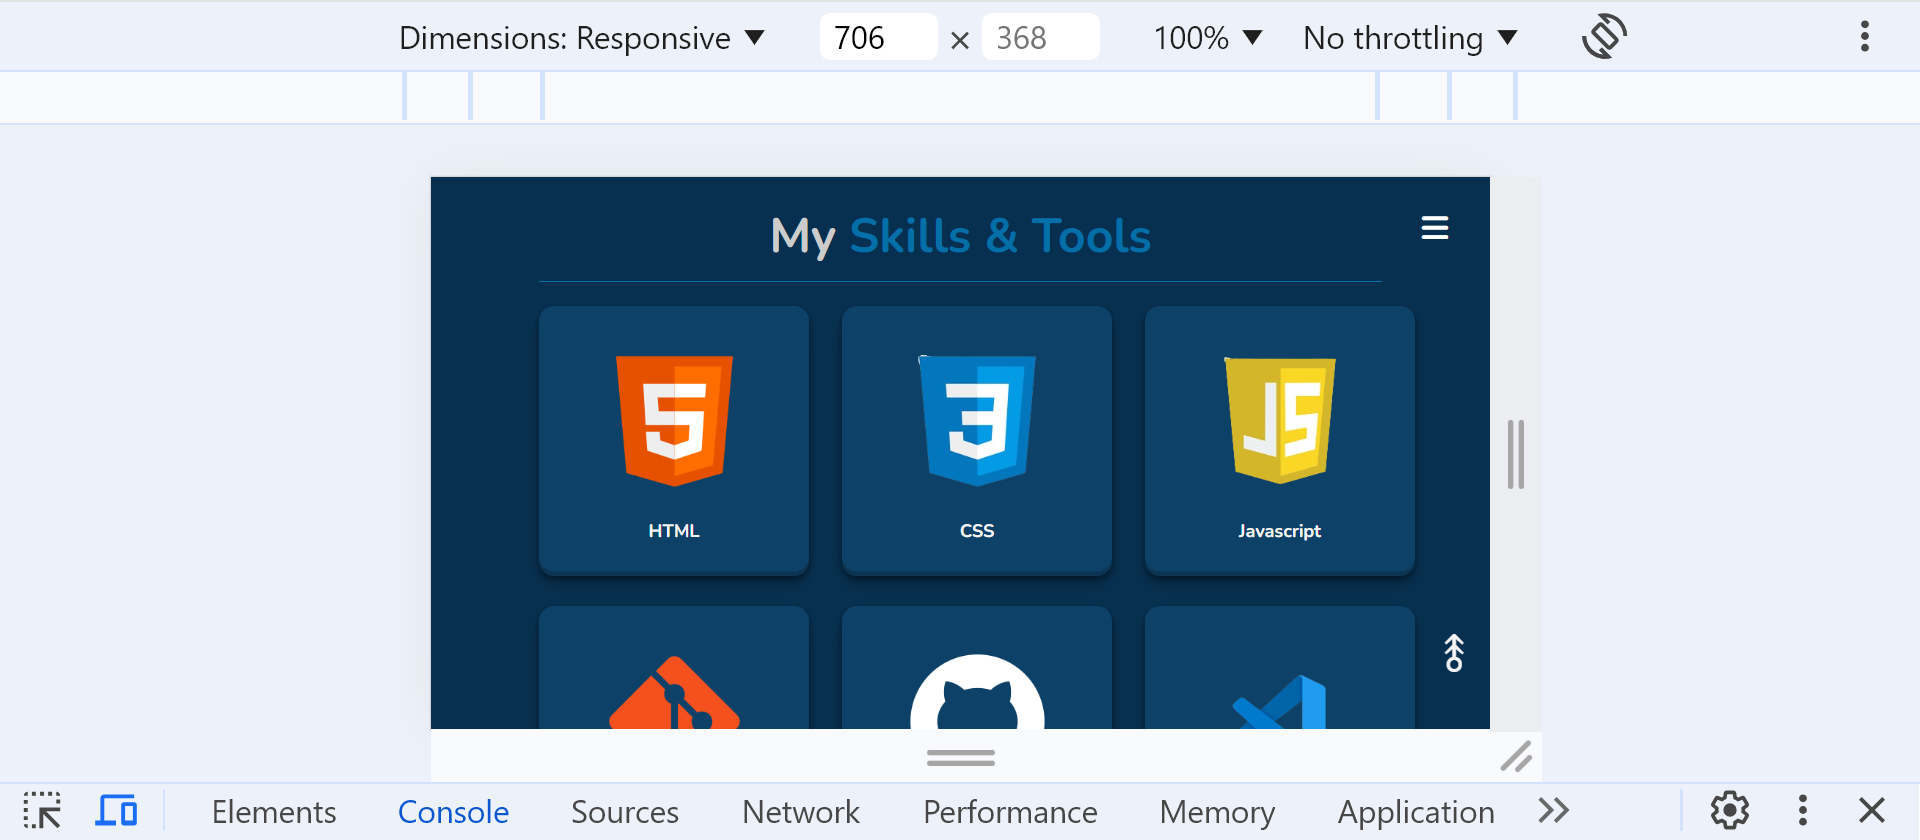 Dimensions: Responsive 706 × 368 100% No throttling
My Skills & Tools
5 3 JS
HTML CSS Javascript
Elements Console Sources Network Performance Memory Application